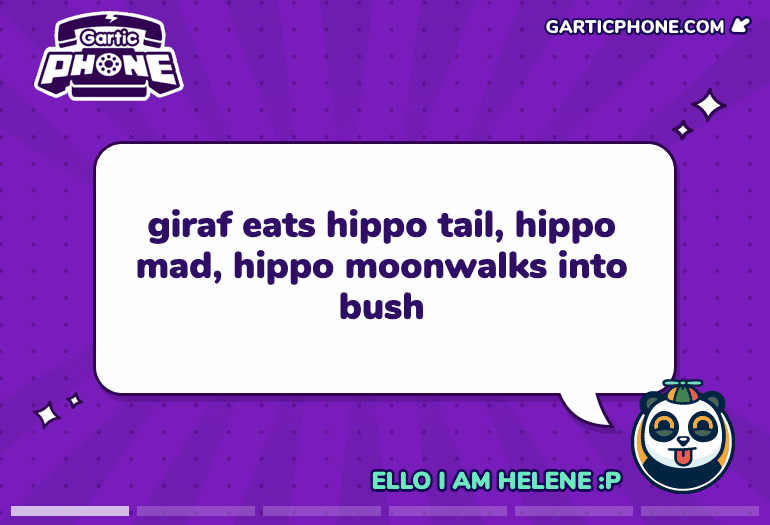 Gartic
PHONE
GARTICPHONE.COM
giraf eats hippo tail, hippo
mad, hippo moonwalks into
bush
ELLO I AM HELENE :P